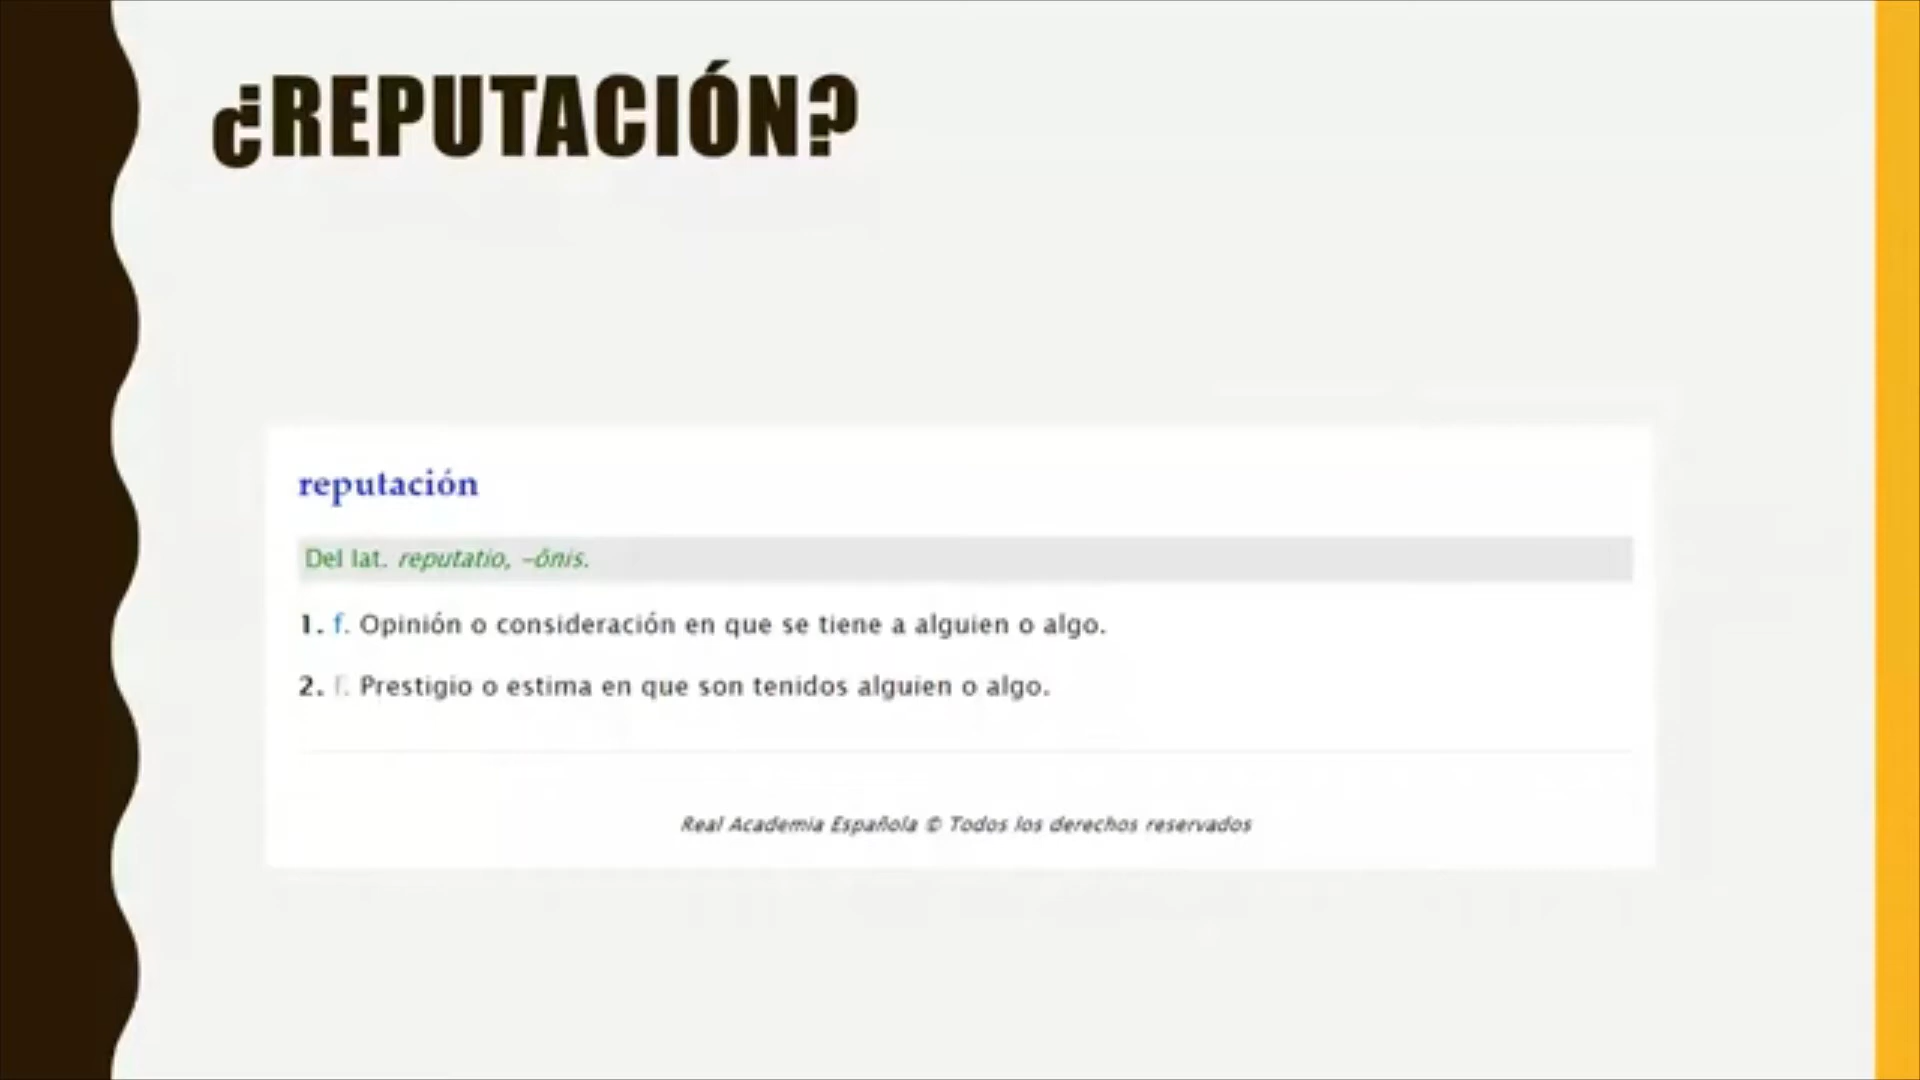 ¿REPUTACIÓN?
reputación
Del lat. reputatio, -ōnis.
1. f. Opinión o consideración en que se tiene a alguien o algo.
2. f. Prestigio o estima en que son tenidos alguien o algo.
Real Academia Española © Todos los derechos reservados